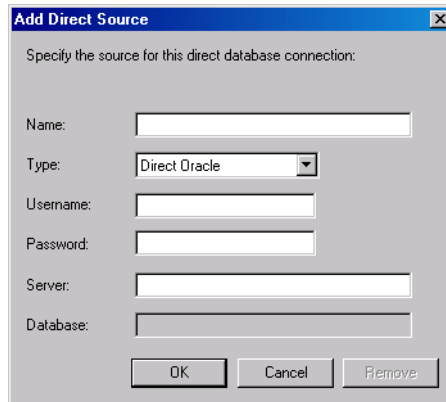 Add Direct Source
Specify the source for this direct database connection:
Name:
Type: Direct Oracle
Username:
Password:
Server:
Database:
OK Cancel Remove